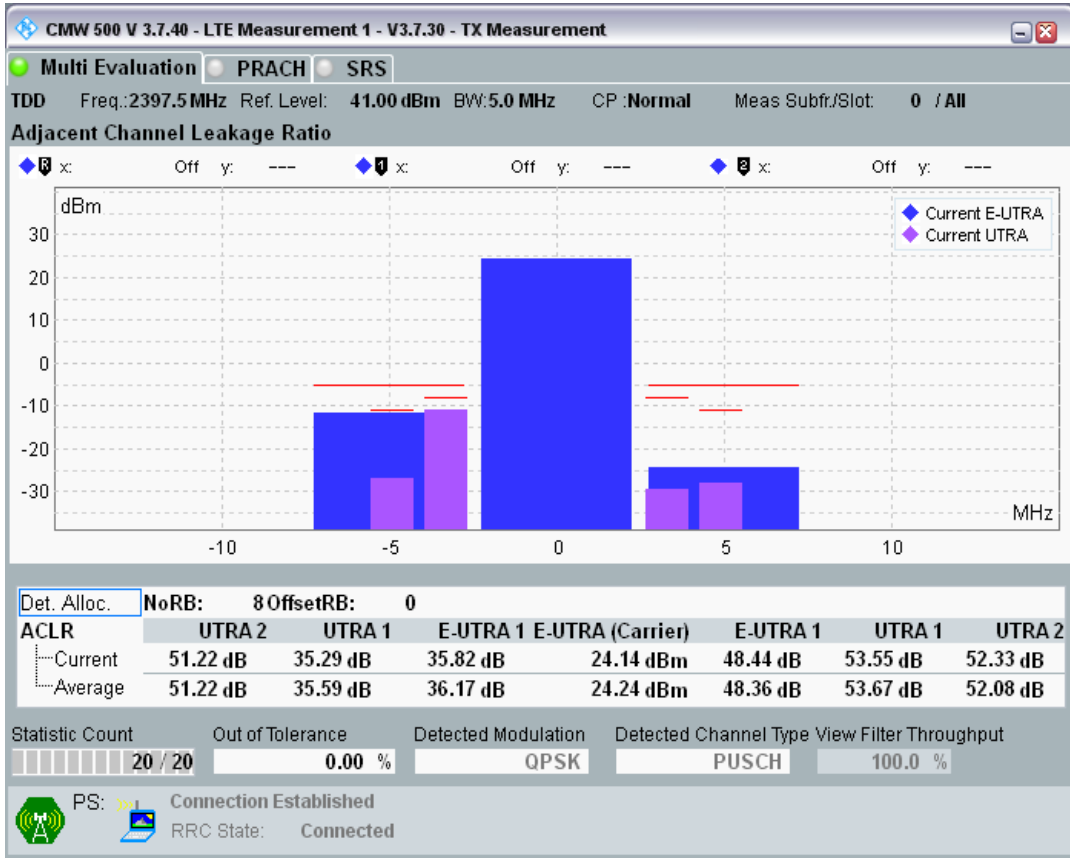 CMW 500 V 3.7.40 - LTE Measurement 1 - V3.7.30 - TX Measurement
Multi Evaluation PRACH SRS
TDD Freq.:2397.5 MHz Ref. Level: 41.00 dBm BW:5.0 MHz CP :Normal Meas Subfr./Slot: 0 / All
Adjacent Channel Leakage Ratio
R x: Off y: --- 1 x: Off y: --- 2 x: Off y: ---
dBm
Current E-UTRA
Current UTRA
30
20
10
0
-10
-20
-30
MHz
-10 -5 0 5 10
Det. Alloc. NoRB: 8 OffsetRB: 0
ACLR UTRA 2 UTRA 1 E-UTRA 1 E-UTRA (Carrier) E-UTRA 1 UTRA 1 UTRA 2
Current 51.22 dB 35.29 dB 35.82 dB 24.14 dBm 48.44 dB 53.55 dB 52.33 dB
Average 51.22 dB 35.59 dB 36.17 dB 24.24 dBm 48.36 dB 53.67 dB 52.08 dB
Statistic Count Out of Tolerance Detected Modulation Detected Channel Type View Filter Throughput
20 / 20 0.00 % QPSK PUSCH 100.0 %
PS: Connection Established
RRC State: Connected